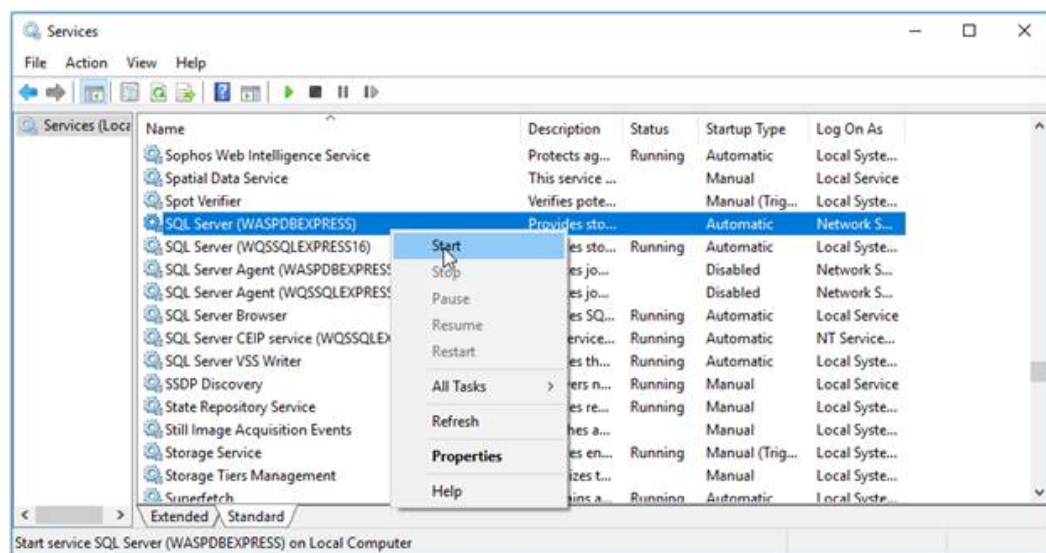 Services
File Action View Help
Services (Loca
Name Description Status Startup Type Log On As
Sophos Web Intelligence Service Protects ag... Running Automatic Local Syste...
Spatial Data Service This service ... Manual Local Service
Spot Verifier Verifies pote... Manual (Trig... Local Syste...
SQL Server (WASPDBEXPRESS) Provides sto... Automatic Network S...
SQL Server (WQSSQLEXPRESS16) es sto... Running Automatic Local Syste...
SQL Server Agent (WASPDBEXPRESS es jo... Disabled Network S...
SQL Server Agent (WQSSQLEXPRESS es jo... Disabled Network S...
SQL Server Browser es SQ... Running Automatic Local Service
SQL Server CEIP service (WQSSQLEX ervice... Running Automatic NT Service...
SQL Server VSS Writer es th... Running Automatic Local Syste...
SSDP Discovery vers n... Running Manual Local Service
State Repository Service es re... Running Manual Local Syste...
Still Image Acquisition Events hes a... Manual Local Syste...
Storage Service es en... Running Manual (Trig... Local Syste...
Storage Tiers Management izes t... Manual Local Syste...
Superfetch ains a... Running Automatic Local Syste...
Start
Stop
Pause
Resume
Restart
All Tasks
Refresh
Properties
Help
Extended Standard
Start service SQL Server (WASPDBEXPRESS) on Local Computer